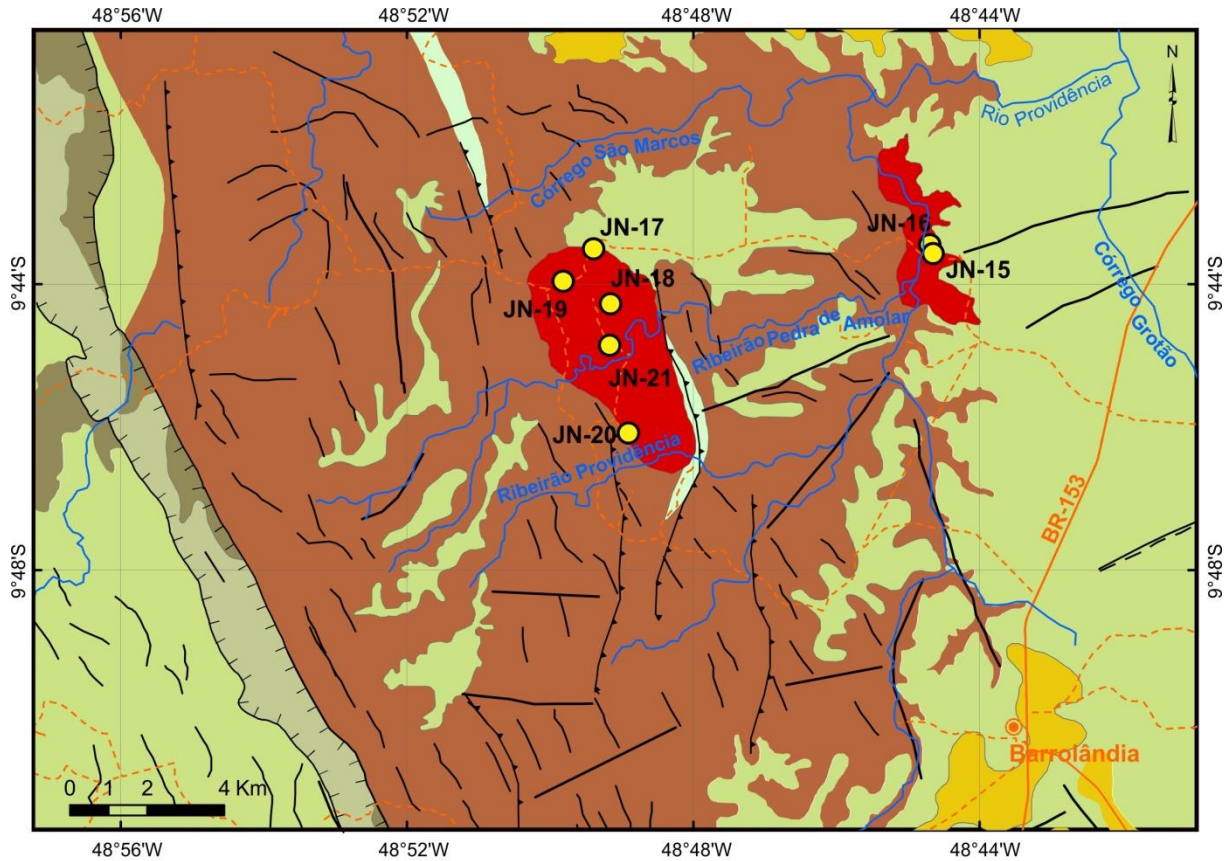 48°56'W 48°52'W 48°48'W 48°44'W
N
Rio Providência
Córrego São Marcos
JN-17
JN-16
JN-15
9°44'S 9°44'S
JN-18
JN-19
Córrego Grotão
Ribeirão Pedra de Amolar
JN-21
JN-20
Ribeirão Providência
BR-153
9°48'S 9°48'S
Barrolândia
0 1 2 4 Km
48°56'W 48°52'W 48°48'W 48°44'W